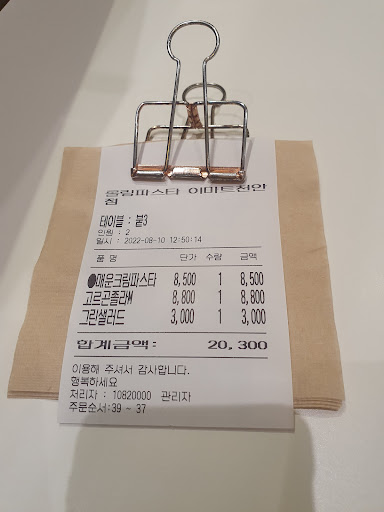 롤링파스타 이마트천안
점
테이블 : 붙3
인원 : 2
일시 : 2022-08-10 12:50:14
품 명 단가 수량 금액
●매운크림파스타 8,500 1 8,500
고르곤졸라M 8,800 1 8,800
그린샐러드 3,000 1 3,000
합계금액: 20,300
이용해 주셔서 감사합니다.
행복하세요
처리자 : 10820000 관리자
주문순서:39 - 37